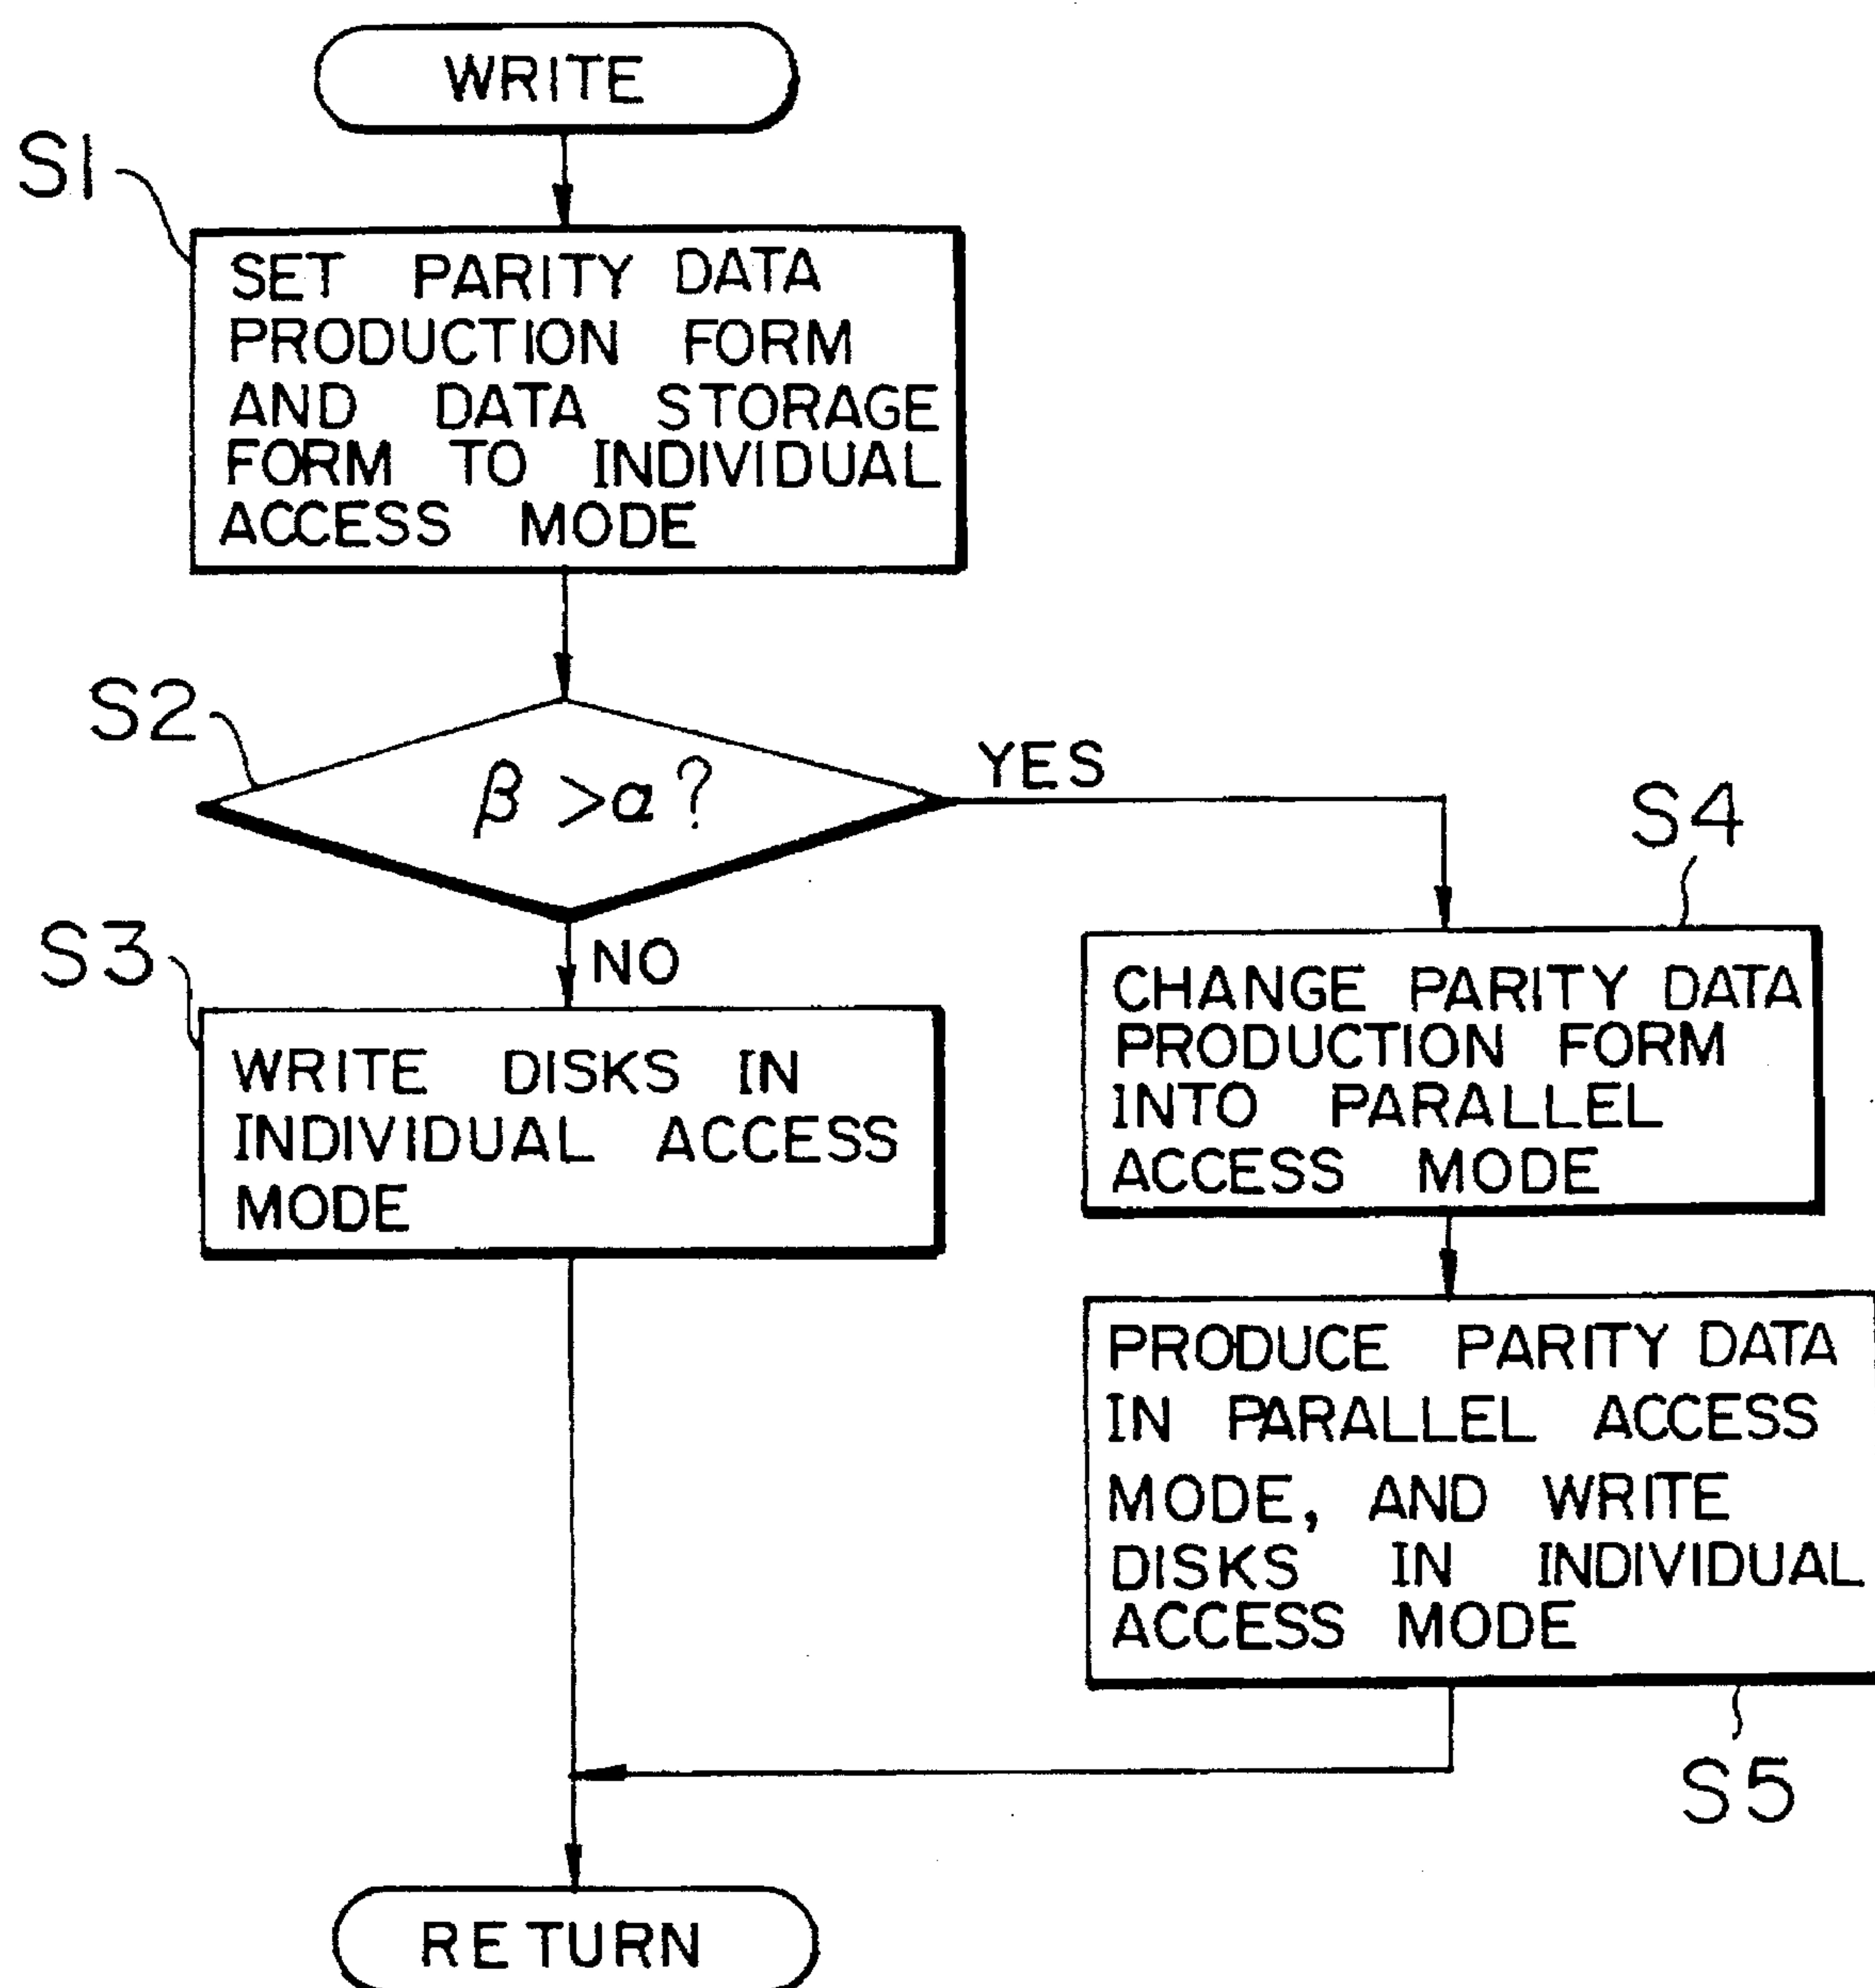 WRITE
S1
SET PARITY DATA
PRODUCTION FORM
AND DATA STORAGE
FORM TO INDIVIDUAL
ACCESS MODE
S2
β >α ?
YES
NO
S3
WRITE DISKS IN
INDIVIDUAL ACCESS
MODE
S4
CHANGE PARITY DATA
PRODUCTION FORM
INTO PARALLEL
ACCESS MODE
PRODUCE PARITY DATA
IN PARALLEL ACCESS
MODE, AND WRITE
DISKS IN INDIVIDUAL
ACCESS MODE
S5
RETURN